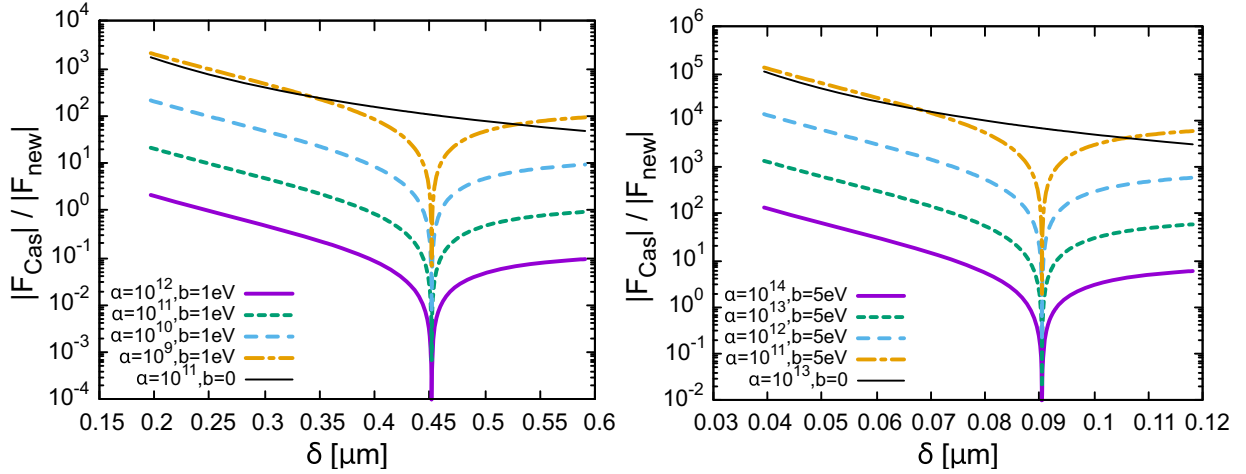 |F_Cas| / |F_new|
10^4
10^3
10^2
10^1
10^0
10^-1
10^-2
10^-3
10^-4
α=10^12,b=1eV
α=10^11,b=1eV
α=10^10,b=1eV
α=10^9,b=1eV
α=10^11,b=0
0.15 0.2 0.25 0.3 0.35 0.4 0.45 0.5 0.55 0.6
δ [μm]
|F_Cas| / |F_new|
10^6
10^5
10^4
10^3
10^2
10^1
10^0
10^-1
10^-2
α=10^14,b=5eV
α=10^13,b=5eV
α=10^12,b=5eV
α=10^11,b=5eV
α=10^13,b=0
0.03 0.04 0.05 0.06 0.07 0.08 0.09 0.1 0.11 0.12
δ [μm]